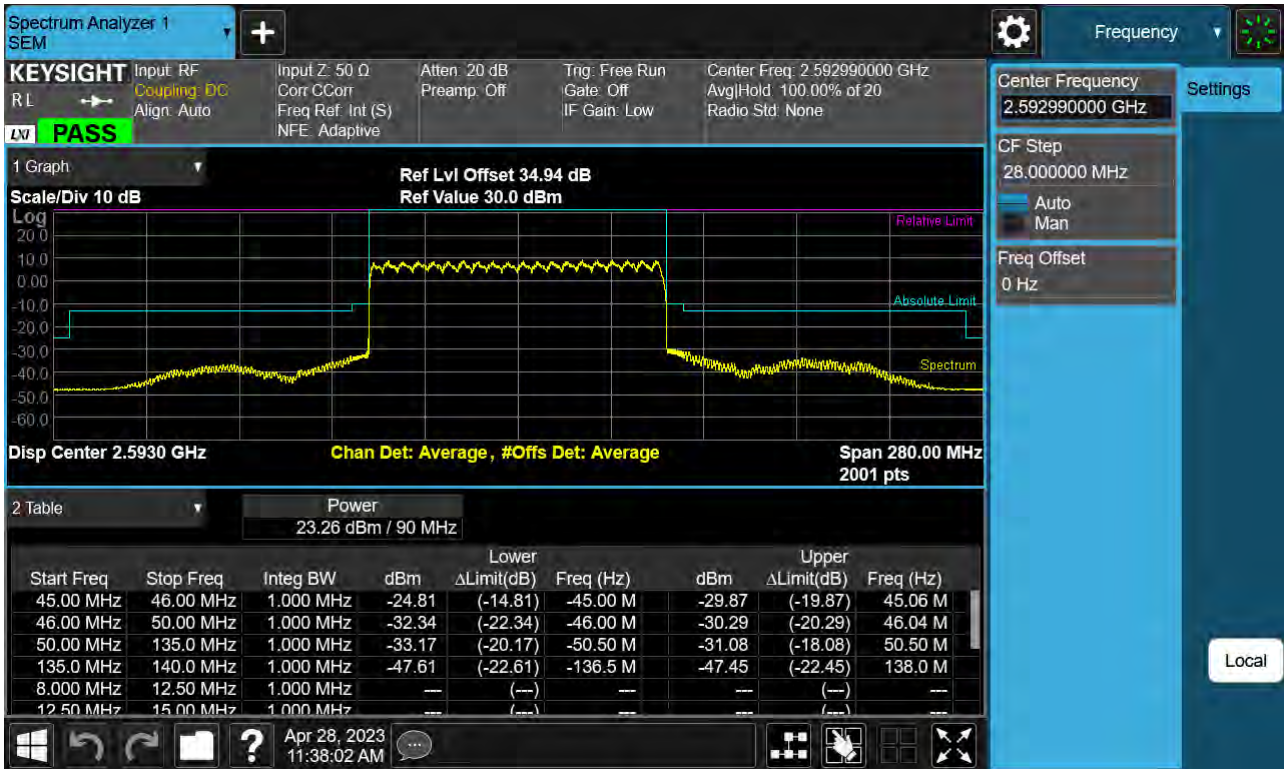 Spectrum Analyzer 1
SEM
+
Frequency
KEYSIGHT
R L
LXI
PASS
Input: RF
Coupling: DC
Align: Auto
Input Z: 50 Ω
Corr CCorr
Freq Ref: Int (S)
NFE: Adaptive
Atten: 20 dB
Preamp: Off
Trig: Free Run
Gate: Off
IF Gain: Low
Center Freq: 2.592990000 GHz
Avg|Hold: 100.00% of 20
Radio Std: None
Center Frequency
2.592990000 GHz
Settings
CF Step
28.000000 MHz
Auto
Man
Freq Offset
0 Hz
Local
1 Graph
Scale/Div 10 dB
Ref Lvl Offset 34.94 dB
Ref Value 30.0 dBm
Log
20.0
10.0
0.00
-10.0
-20.0
-30.0
-40.0
-50.0
-60.0
Relative Limit
Absolute Limit
Spectrum
Disp Center 2.5930 GHz
Chan Det: Average, #Offs Det: Average
Span 280.00 MHz
2001 pts
2 Table
Power
23.26 dBm / 90 MHz
Lower Upper
Start Freq Stop Freq Integ BW dBm ΔLimit(dB) Freq (Hz) dBm ΔLimit(dB) Freq (Hz)
45.00 MHz 46.00 MHz 1.000 MHz -24.81 (-14.81) -45.00 M -29.87 (-19.87) 45.06 M
46.00 MHz 50.00 MHz 1.000 MHz -32.34 (-22.34) -46.00 M -30.29 (-20.29) 46.04 M
50.00 MHz 135.0 MHz 1.000 MHz -33.17 (-20.17) -50.50 M -31.08 (-18.08) 50.50 M
135.0 MHz 140.0 MHz 1.000 MHz -47.61 (-22.61) -136.5 M -47.45 (-22.45) 138.0 M
8.000 MHz 12.50 MHz 1.000 MHz --- (---) --- --- (---) ---
12.50 MHz 15.00 MHz 1.000 MHz --- (---) --- --- (---) ---
?
Apr 28, 2023
11:38:02 AM